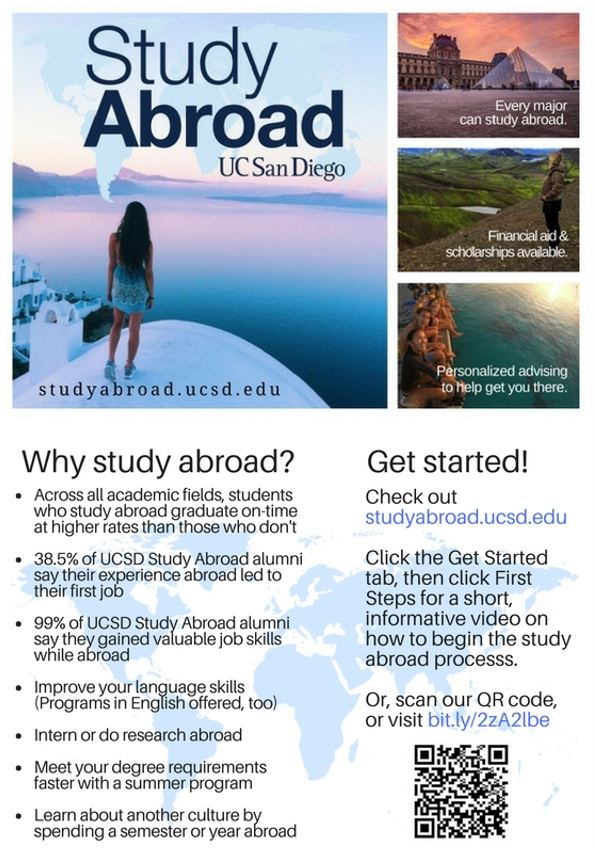 Study
Abroad
UC San Diego
studyabroad.ucsd.edu
Every major
can study abroad.
Financial aid &
scholarships available.
Personalized advising
to help get you there.
Why study abroad?
• Across all academic fields, students
who study abroad graduate on-time
at higher rates than those who don't
• 38.5% of UCSD Study Abroad alumni
say their experience abroad led to
their first job
• 99% of UCSD Study Abroad alumni
say they gained valuable job skills
while abroad
• Improve your language skills
(Programs in English offered, too)
• Intern or do research abroad
• Meet your degree requirements
faster with a summer program
• Learn about another culture by
spending a semester or year abroad
Get started!
Check out
studyabroad.ucsd.edu
Click the Get Started
tab, then click First
Steps for a short,
informative video on
how to begin the study
abroad processs.
Or, scan our QR code,
or visit bit.ly/2zA2lbe